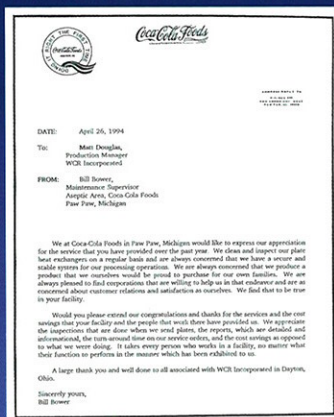 DOING IT RIGHT THE FIRST TIME
Coca-Cola Foods
Coca-Cola Foods
DATE: April 26, 1994
To: Matt Douglas,
Production Manager
WCR Incorporated
FROM: Bill Bower,
Maintenance Supervisor
Aseptic Area, Coca-Cola Foods
Paw Paw, Michigan
We at Coca-Cola Foods in Paw Paw, Michigan would like to express our appreciation
for the service that you have provided over the past year. We clean and inspect our plate
heat exchangers on a regular basis and are always concerned that we have a secure and
stable system for our processing operations. We are always concerned that we produce a
product that we ourselves would be proud to purchase for our own families. We are
always pleased to find corporations that are willing to help us in that endeavor and are as
concerned about customer relations and satisfaction as ourselves. We find that to be true
in your facility.
Would you please extend our congratulations and thanks for the services and the cost
savings that your facility and the people that work there have provided us. We appreciate
the inspections that are done when we send plates, the reports, which are detailed and
informational, the turn-around time on our service orders, and the cost savings as opposed
to what we were doing. It takes every person who works in a facility, no matter what
their function to perform in the manner which has been exhibited to us.
A large thank you and well done to all associated with WCR Incorporated in Dayton,
Ohio.
Sincerely yours,
Bill Bower